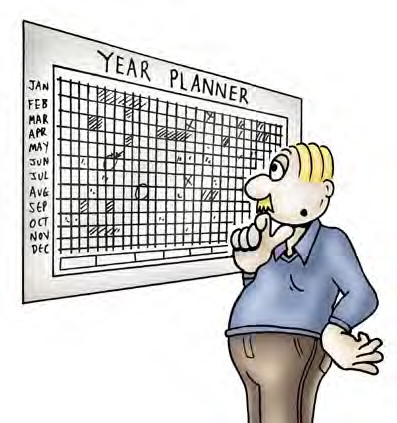 YEAR PLANNER
JAN
FEB
MAR
APR
MAY
JUN
JUL
AUG
SEP
OCT
NOV
DEC